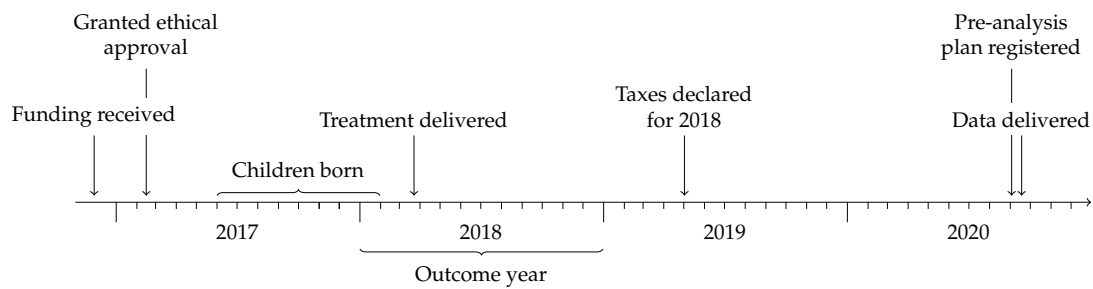 Granted ethical
approval
Pre-analysis
plan registered
Funding received
Treatment delivered
Taxes declared
for 2018
Data delivered
Children born
2017
2018
2019
2020
Outcome year